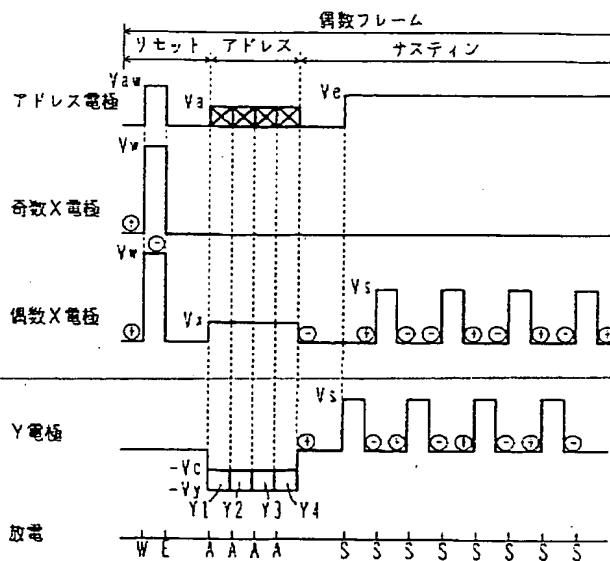 偶数フレーム
リセット アドレス サスティン
Vaw
アドレス電極
Va
Ve
Vw
奇数X電極
Vw
偶数X電極
Vx
Vs
Vs
Y電極
-Vc
-Vy
Y1 Y2 Y3 Y4
放電
W E A A A A S S S S S S S S